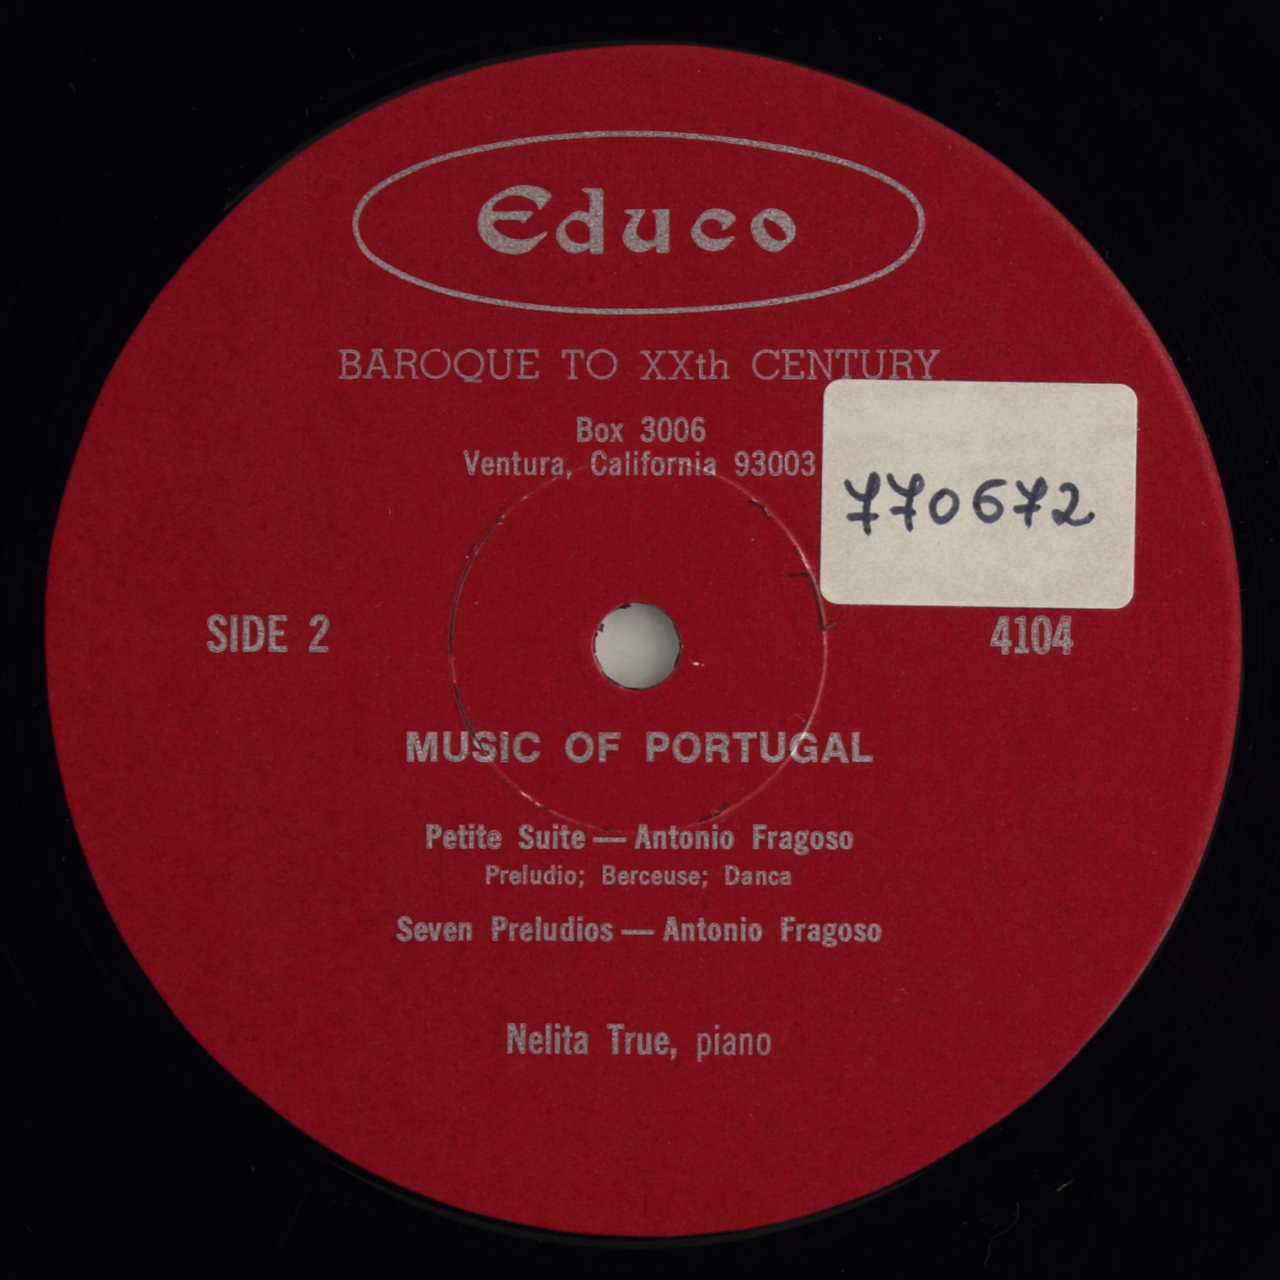 Educo
BAROQUE TO XXth CENTURY
Box 3006
Ventura, California 93003
770672
SIDE 2
4104
MUSIC OF PORTUGAL
Petite Suite — Antonio Fragoso
Preludio; Berceuse; Danca
Seven Preludios — Antonio Fragoso
Nelita True, piano